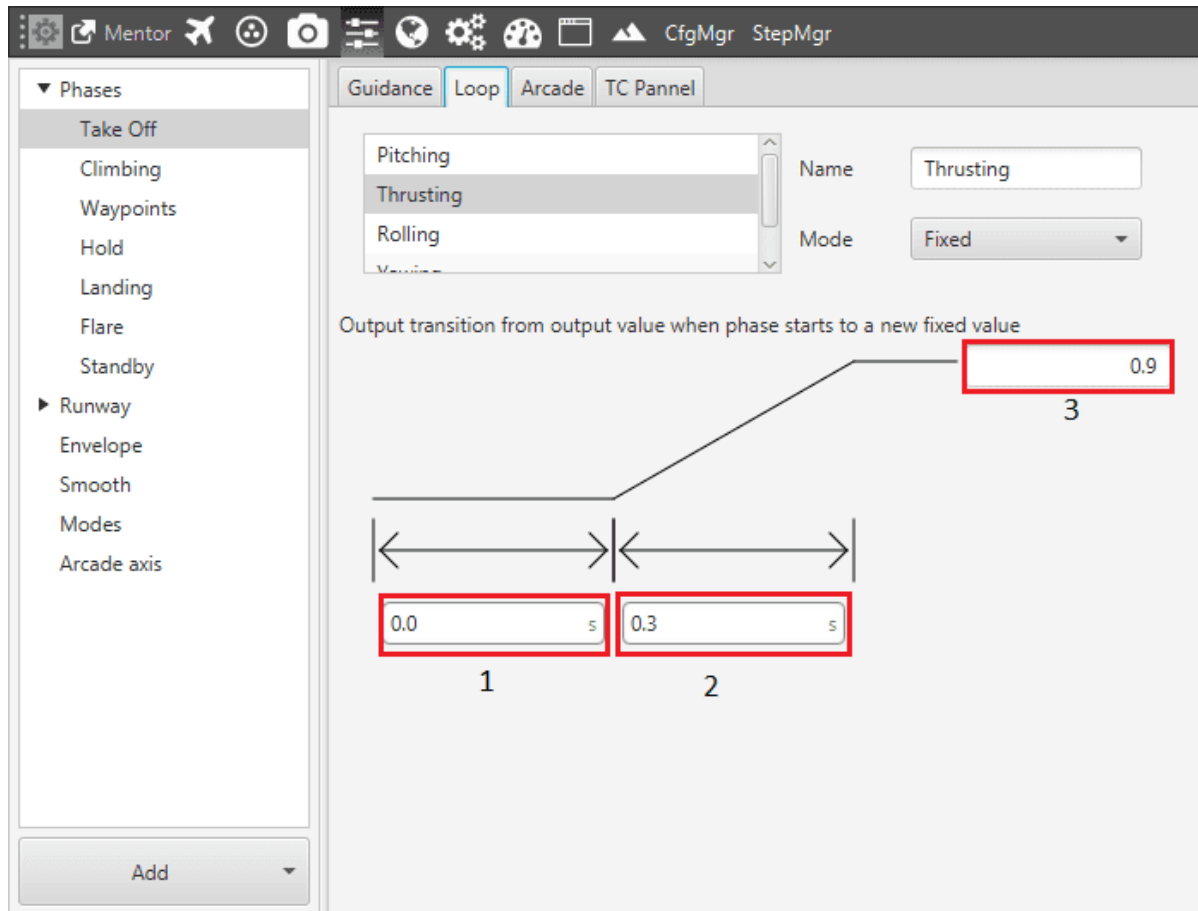 Mentor CfgMgr StepMgr
Phases
Take Off
Climbing
Waypoints
Hold
Landing
Flare
Standby
Runway
Envelope
Smooth
Modes
Arcade axis
Add
Guidance Loop Arcade TC Pannel
Pitching
Thrusting
Rolling
Name Thrusting
Mode Fixed
Output transition from output value when phase starts to a new fixed value
0.9
3
0.0 s 0.3 s
1 2